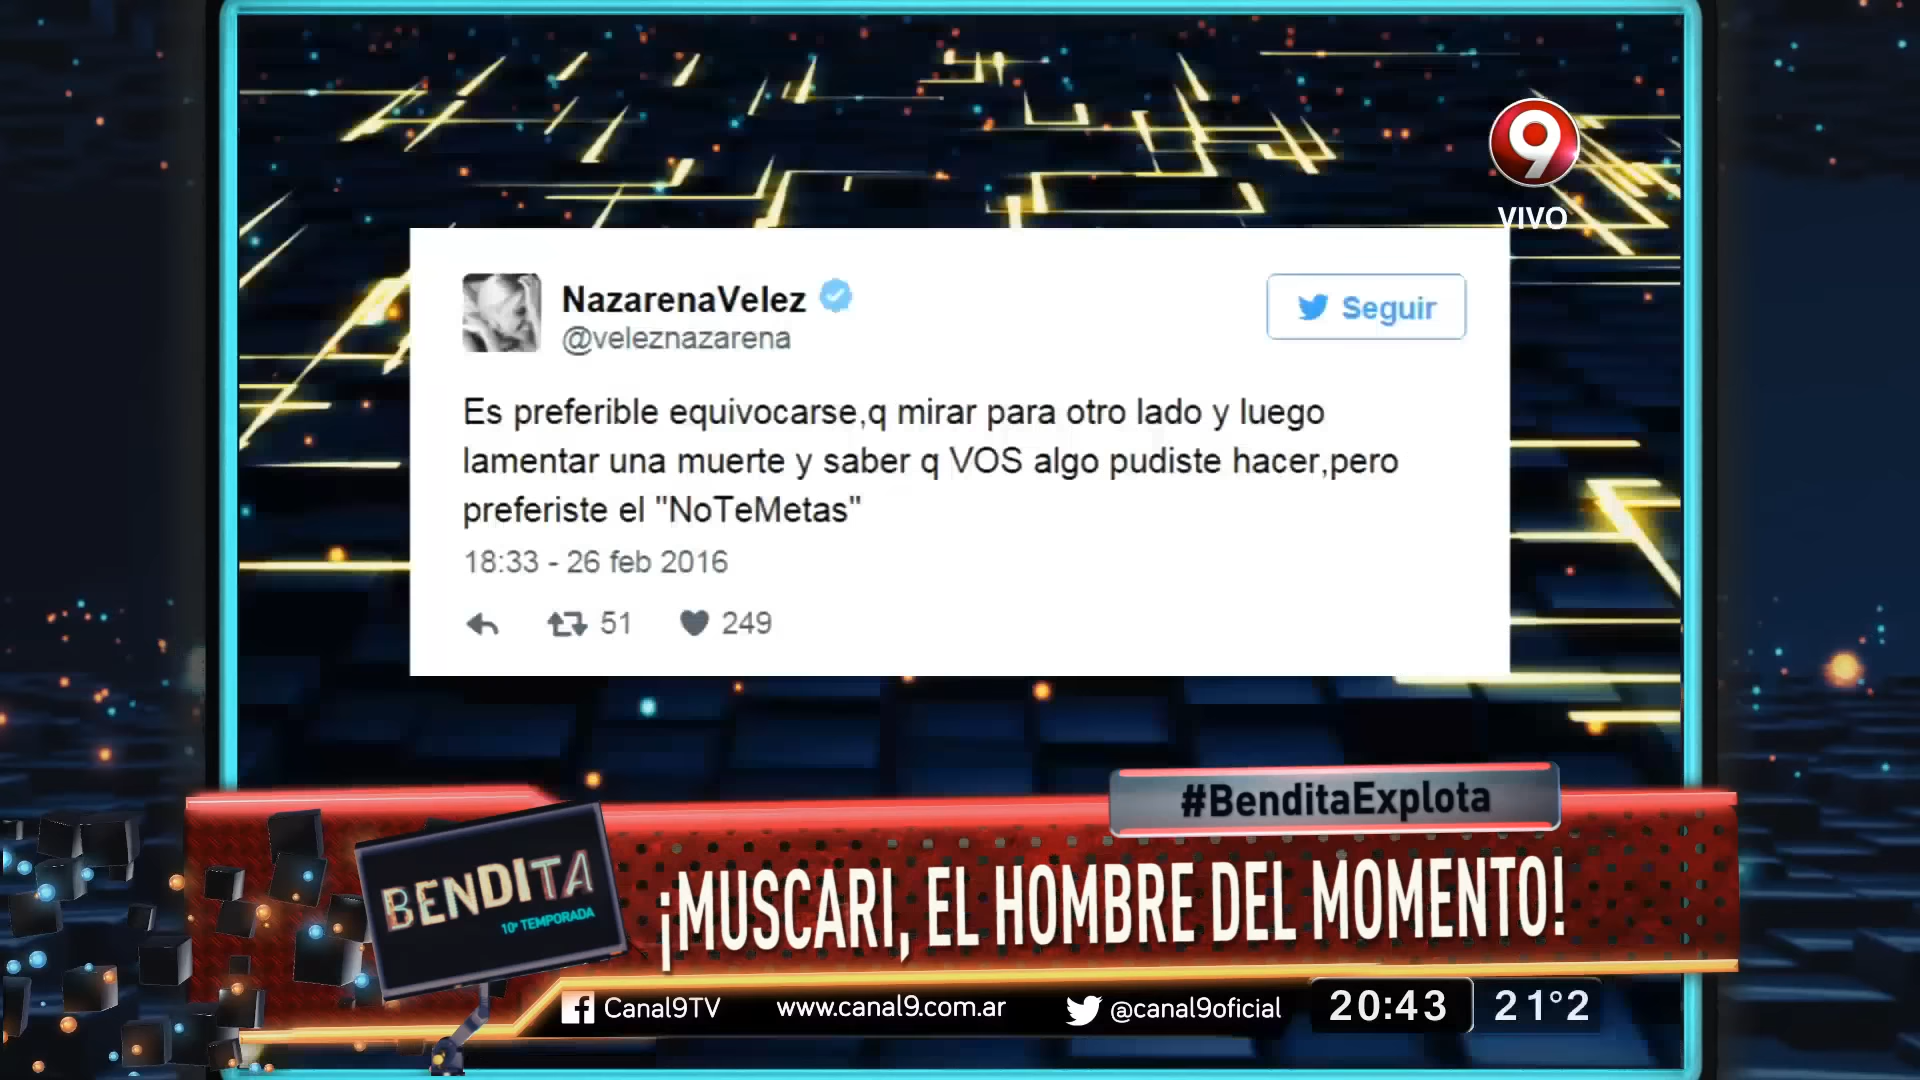 9
VIVO
NazarenaVelez
@veleznazarena
Seguir
Es preferible equivocarse,q mirar para otro lado y luego
lamentar una muerte y saber q VOS algo pudiste hacer,pero
preferiste el "NoTeMetas"
18:33 - 26 feb 2016
51 249
#BenditaExplota
BENDITA
10ª TEMPORADA
¡MUSCARI, EL HOMBRE DEL MOMENTO!
Canal9TV www.canal9.com.ar @canal9oficial 20:43 21°2